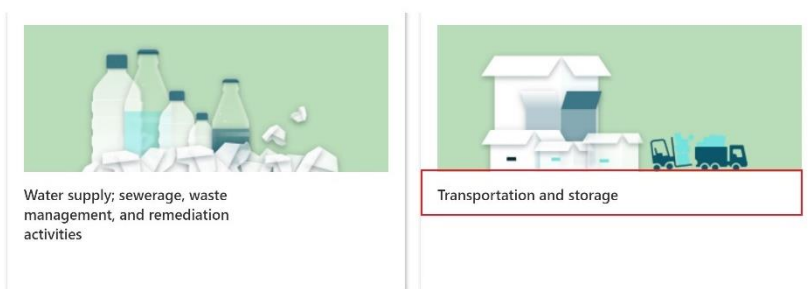 Water supply; sewerage, waste
management, and remediation
activities
Transportation and storage